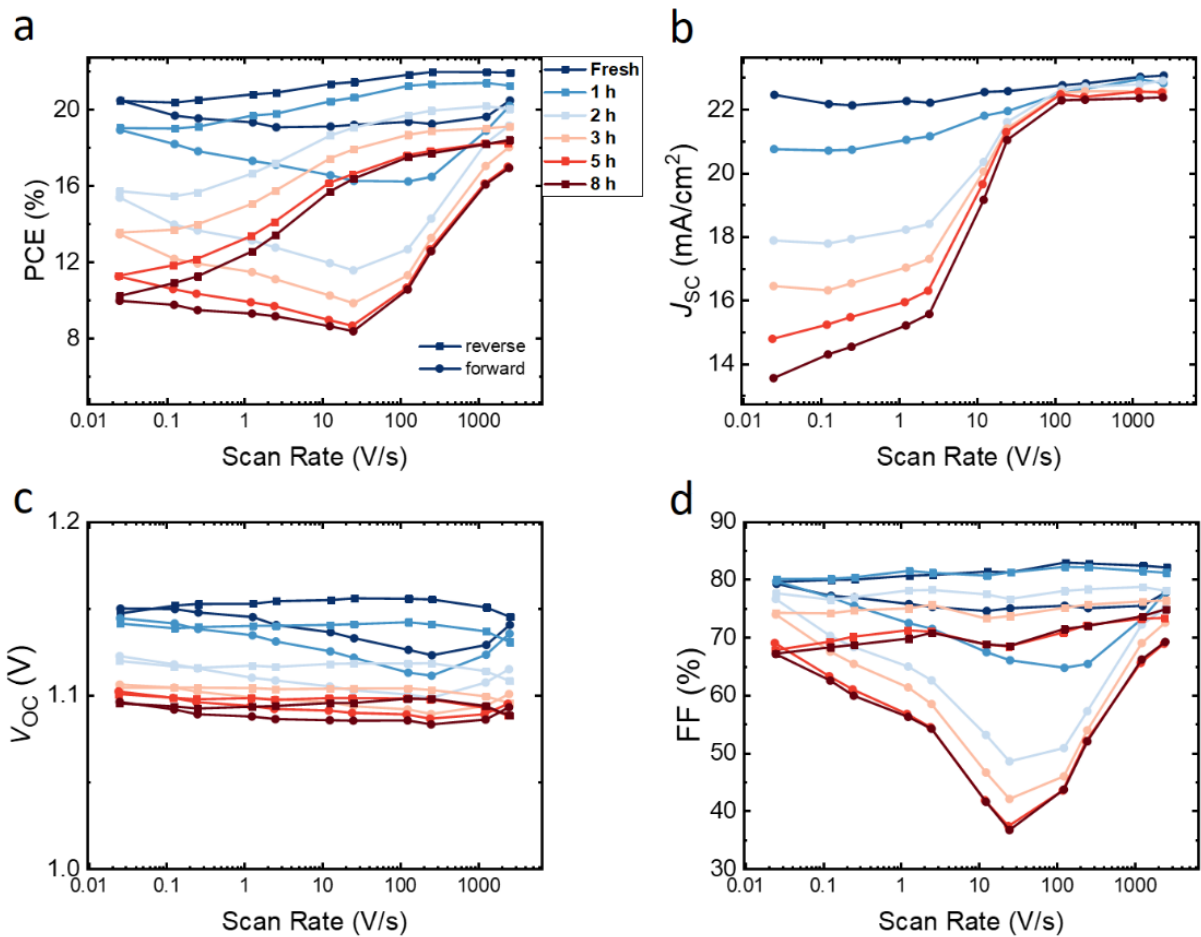 a
PCE (%)
20
16
12
8
0.01 0.1 1 10 100 1000
Scan Rate (V/s)
Fresh
1 h
2 h
3 h
5 h
8 h
reverse
forward
b
JSC (mA/cm²)
22
20
18
16
14
0.01 0.1 1 10 100 1000
Scan Rate (V/s)
c
VOC (V)
1.2
1.1
1.0
0.01 0.1 1 10 100 1000
Scan Rate (V/s)
d
FF (%)
90
80
70
60
50
40
30
0.01 0.1 1 10 100 1000
Scan Rate (V/s)